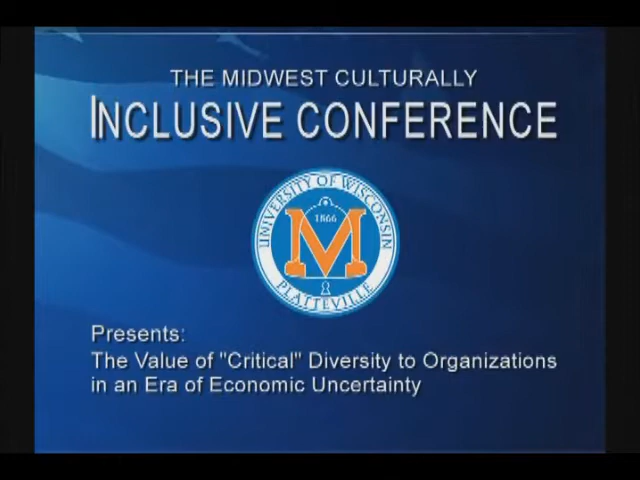 THE MIDWEST CULTURALLY
INCLUSIVE CONFERENCE
UNIVERSITY OF WISCONSIN
1866
M
PLATTEVILLE
Presents:
The Value of "Critical" Diversity to Organizations
in an Era of Economic Uncertainty